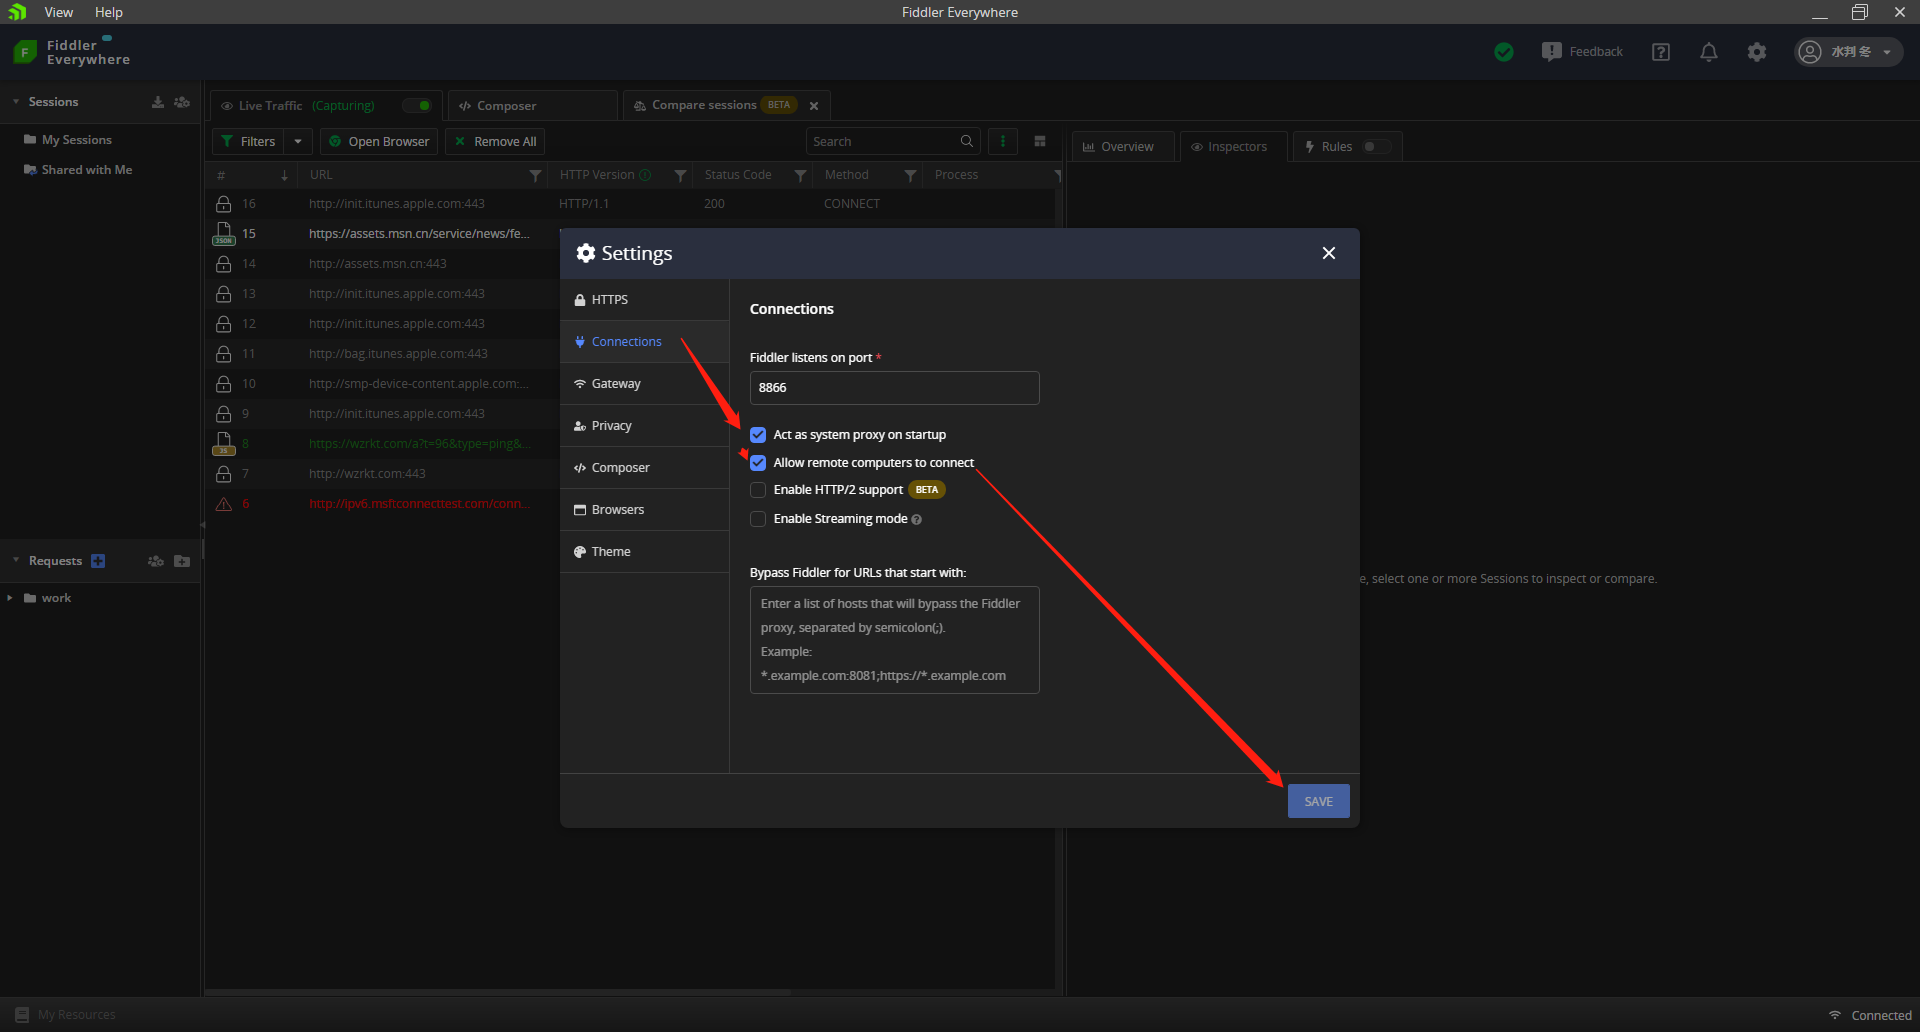 View Help Fiddler Everywhere
Fiddler
Everywhere
Feedback
水判 冬
Sessions
My Sessions
Shared with Me
Requests
work
Live Traffic (Capturing)
Composer
Compare sessions BETA
Filters
Open Browser
Remove All
Search
Overview
Inspectors
Rules
# URL HTTP Version Status Code Method Process
16 http://init.itunes.apple.com:443 HTTP/1.1 200 CONNECT
JSON 15 https://assets.msn.cn/service/news/fe...
14 http://assets.msn.cn:443
13 http://init.itunes.apple.com:443
12 http://init.itunes.apple.com:443
11 http://bag.itunes.apple.com:443
10 http://smp-device-content.apple.com:...
9 http://init.itunes.apple.com:443
JS 8 https://wzrkt.com/a?t=96&type=ping&...
7 http://wzrkt.com:443
6 http://ipv6.msftconnecttest.com/conn...
Settings
HTTPS
Connections
Gateway
Privacy
Composer
Browsers
Theme
Connections
Fiddler listens on port *
8866
Act as system proxy on startup
Allow remote computers to connect
Enable HTTP/2 support BETA
Enable Streaming mode
Bypass Fiddler for URLs that start with:
Enter a list of hosts that will bypass the Fiddler
proxy, separated by semicolon(;).
Example:
*.example.com:8081;https://*.example.com
SAVE
e, select one or more Sessions to inspect or compare.
My Resources
Connected